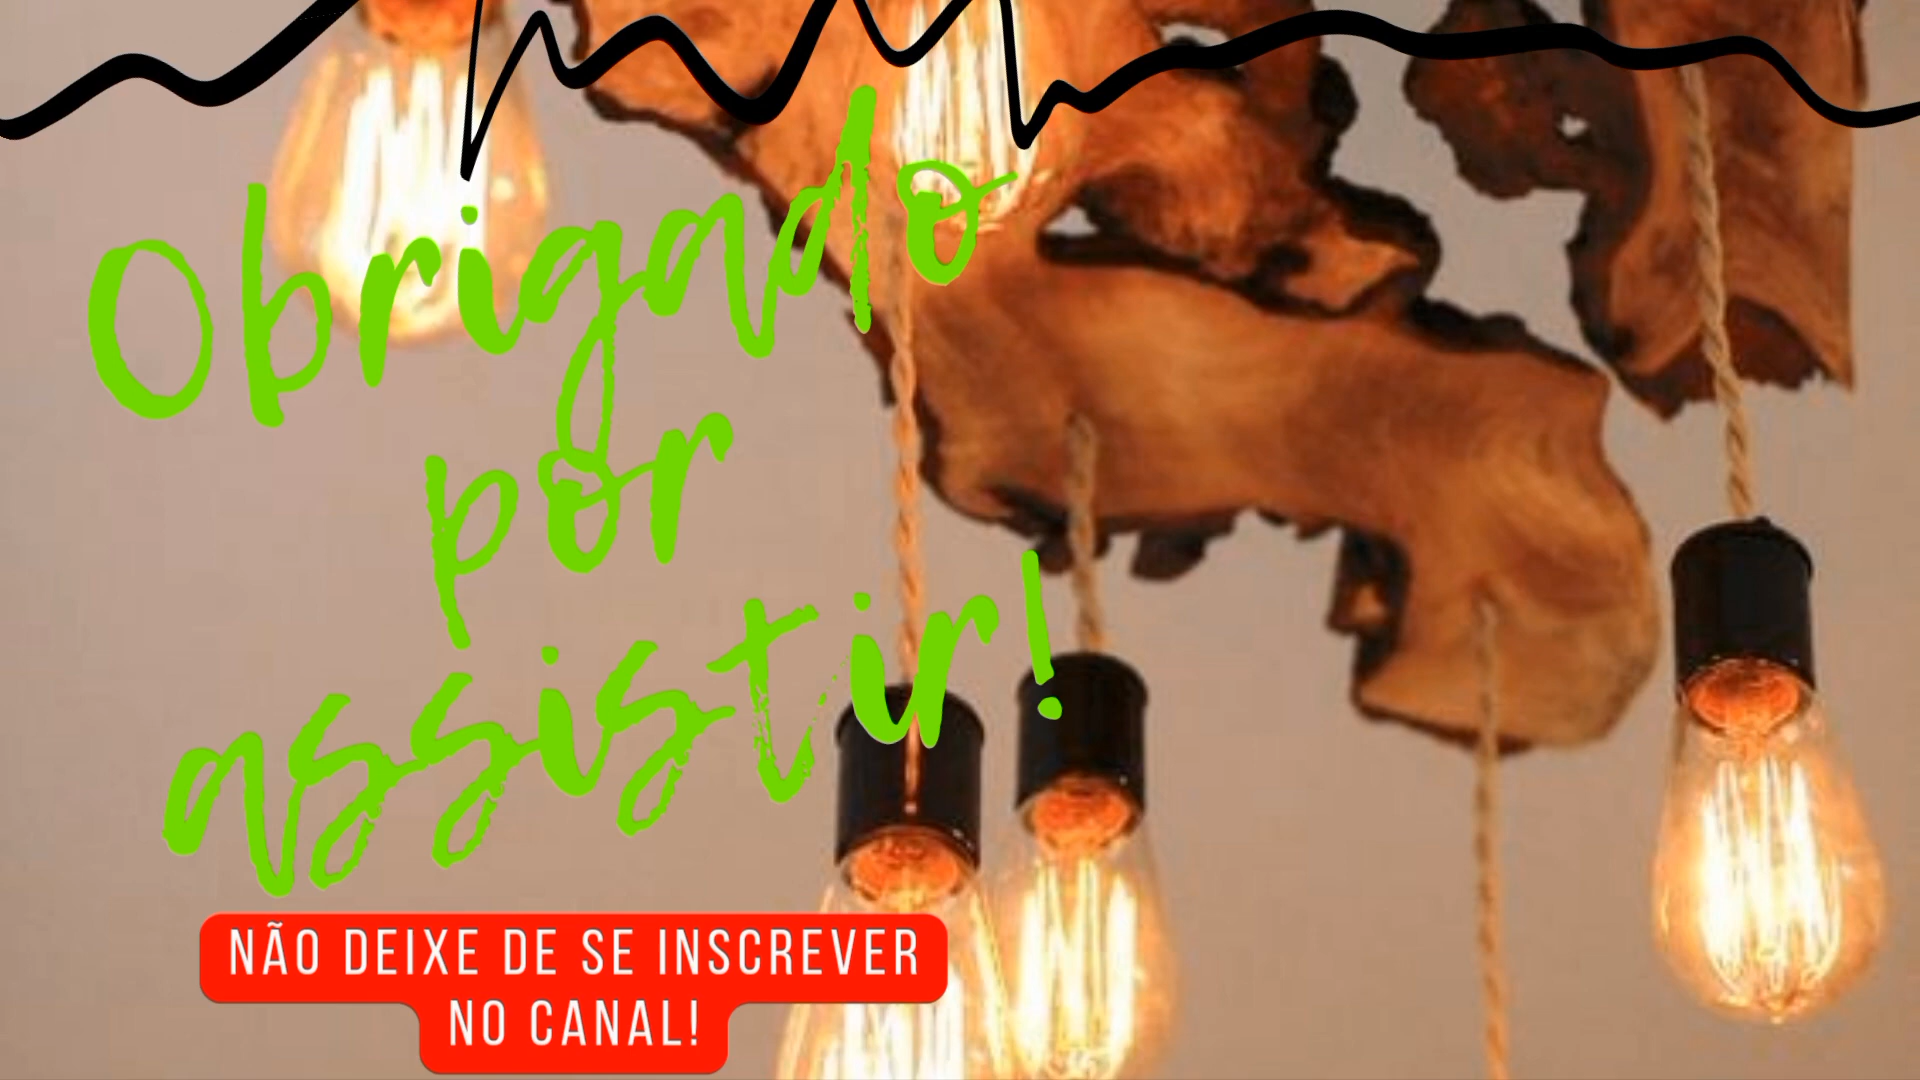 Obrigado
por
assistir!
NÃO DEIXE DE SE INSCREVER
NO CANAL!